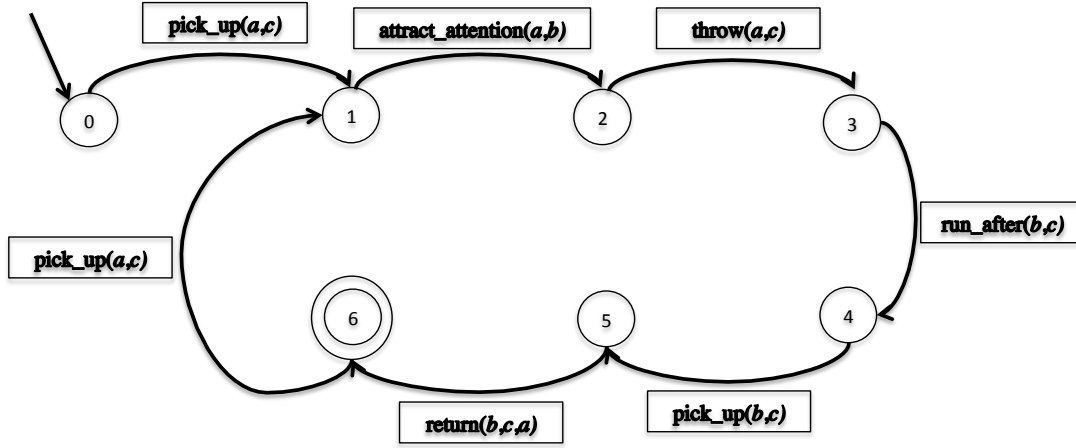 pick_up(a,c)
attract_attention(a,b)
throw(a,c)
0
1
2
3
run_after(b,c)
pick_up(a,c)
6
5
4
return(b,c,a)
pick_up(b,c)